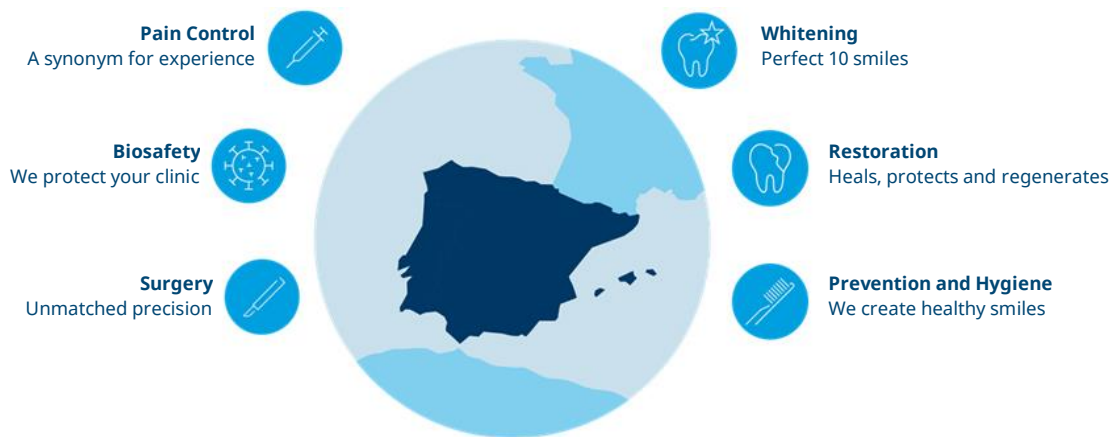 Pain Control
A synonym for experience
Biosafety
We protect your clinic
Surgery
Unmatched precision
Whitening
Perfect 10 smiles
Restoration
Heals, protects and regenerates
Prevention and Hygiene
We create healthy smiles